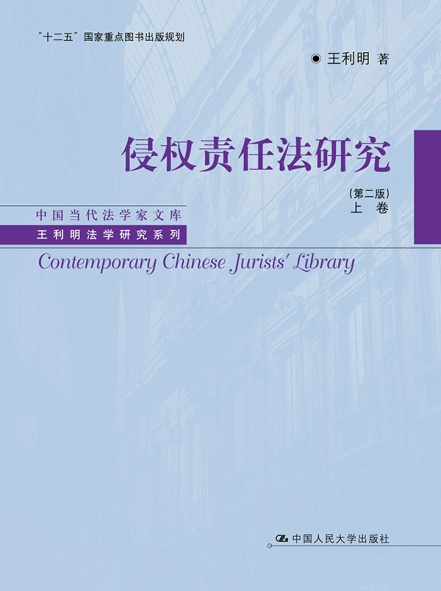 “十二五”国家重点图书出版规划
王利明 著
侵权责任法研究
(第二版)
上 卷
中国当代法学家文库
王利明法学研究系列
Contemporary Chinese Jurists' Library
中国人民大学出版社